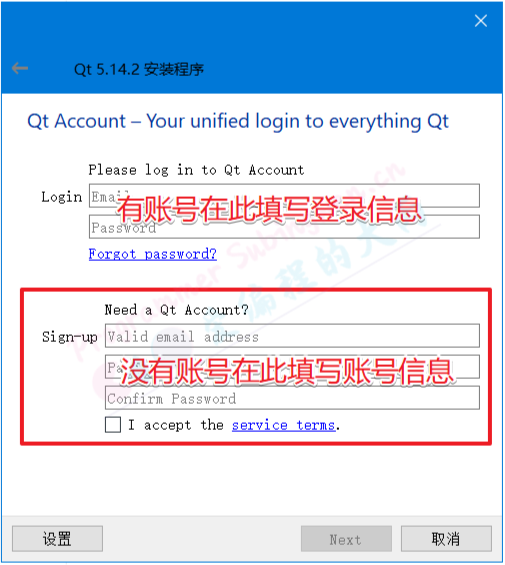 Qt 5.14.2 安装程序
Qt Account – Your unified login to everything Qt
Please log in to Qt Account
Login Email
有账号在此填写登录信息
Password
Forgot password?
Need a Qt Account?
Sign-up Valid email address
没有账号在此填写账号信息
Confirm Password
I accept the service terms.
设置 Next 取消